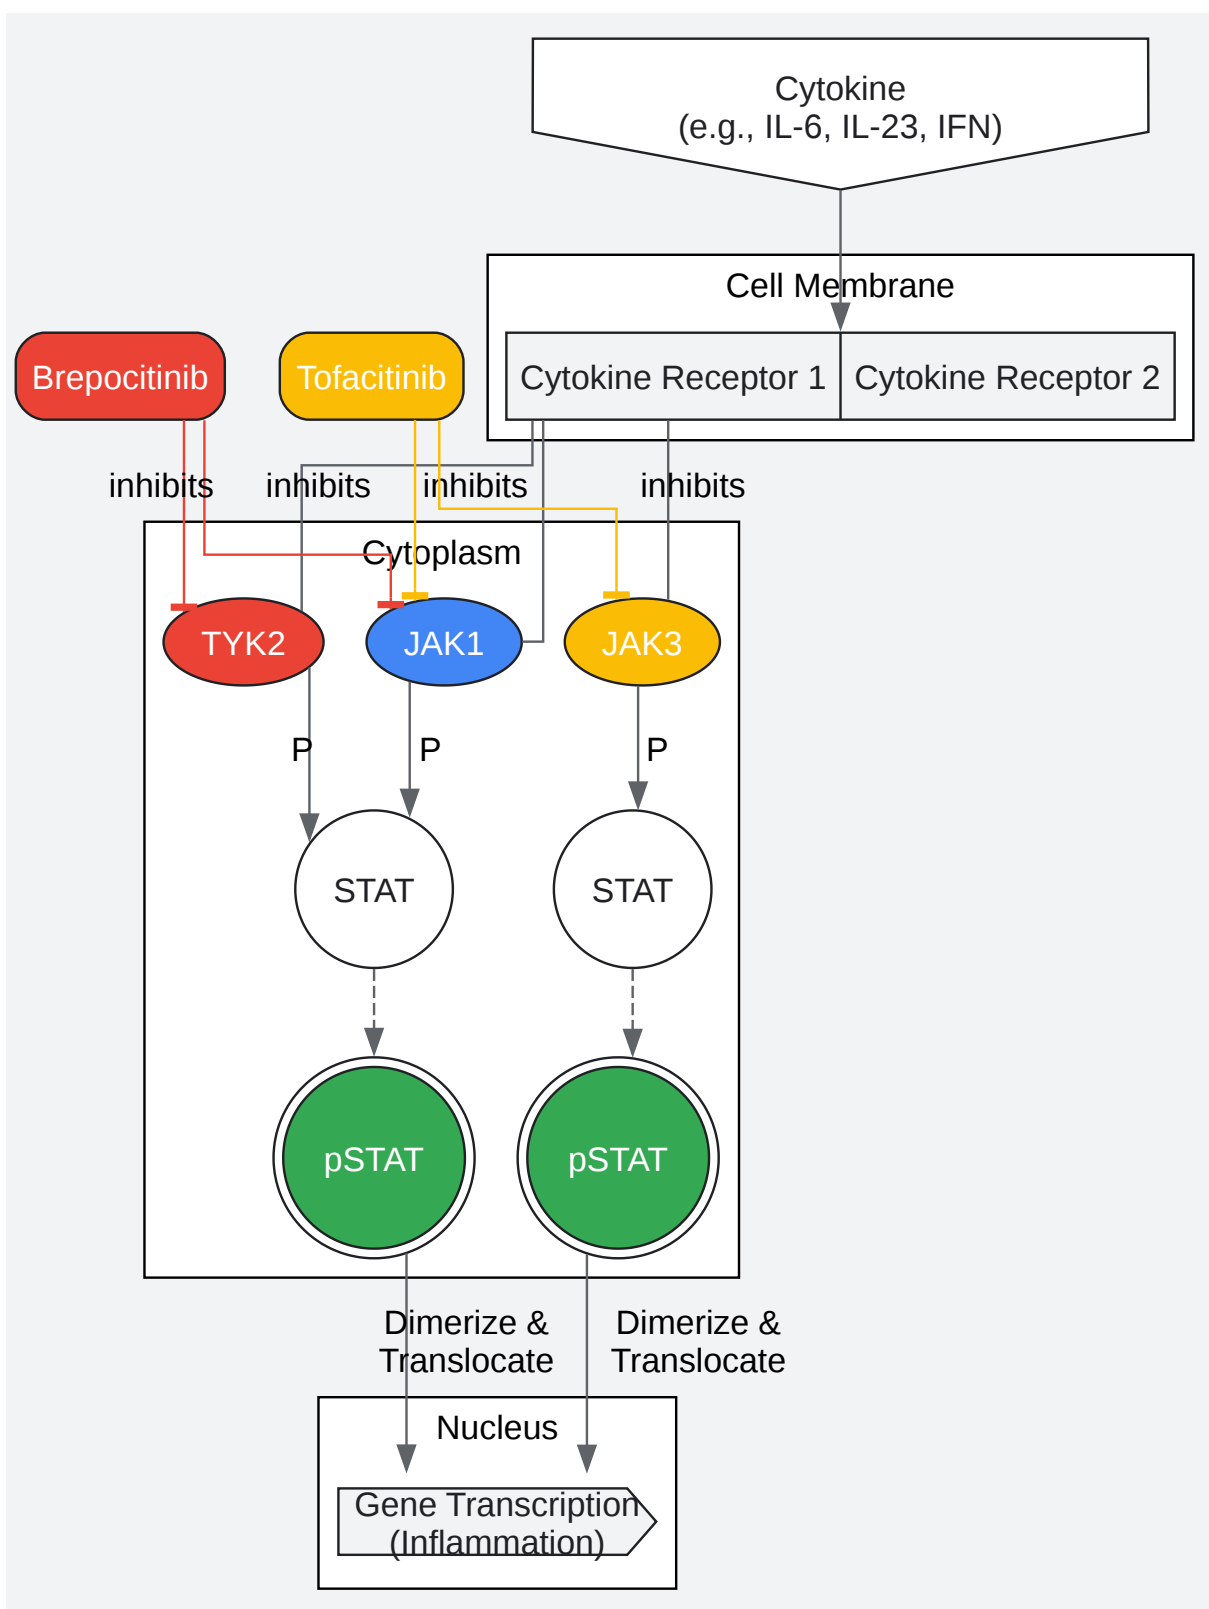 Cytokine
(e.g., IL-6, IL-23, IFN)
Cell Membrane
Brepocitinib
Tofacitinib
Cytokine Receptor 1
Cytokine Receptor 2
inhibits
inhibits
inhibits
inhibits
Cytoplasm
TYK2
JAK1
JAK3
P
P
P
STAT
STAT
pSTAT
pSTAT
Dimerize &
Translocate
Dimerize &
Translocate
Nucleus
Gene Transcription
(Inflammation)